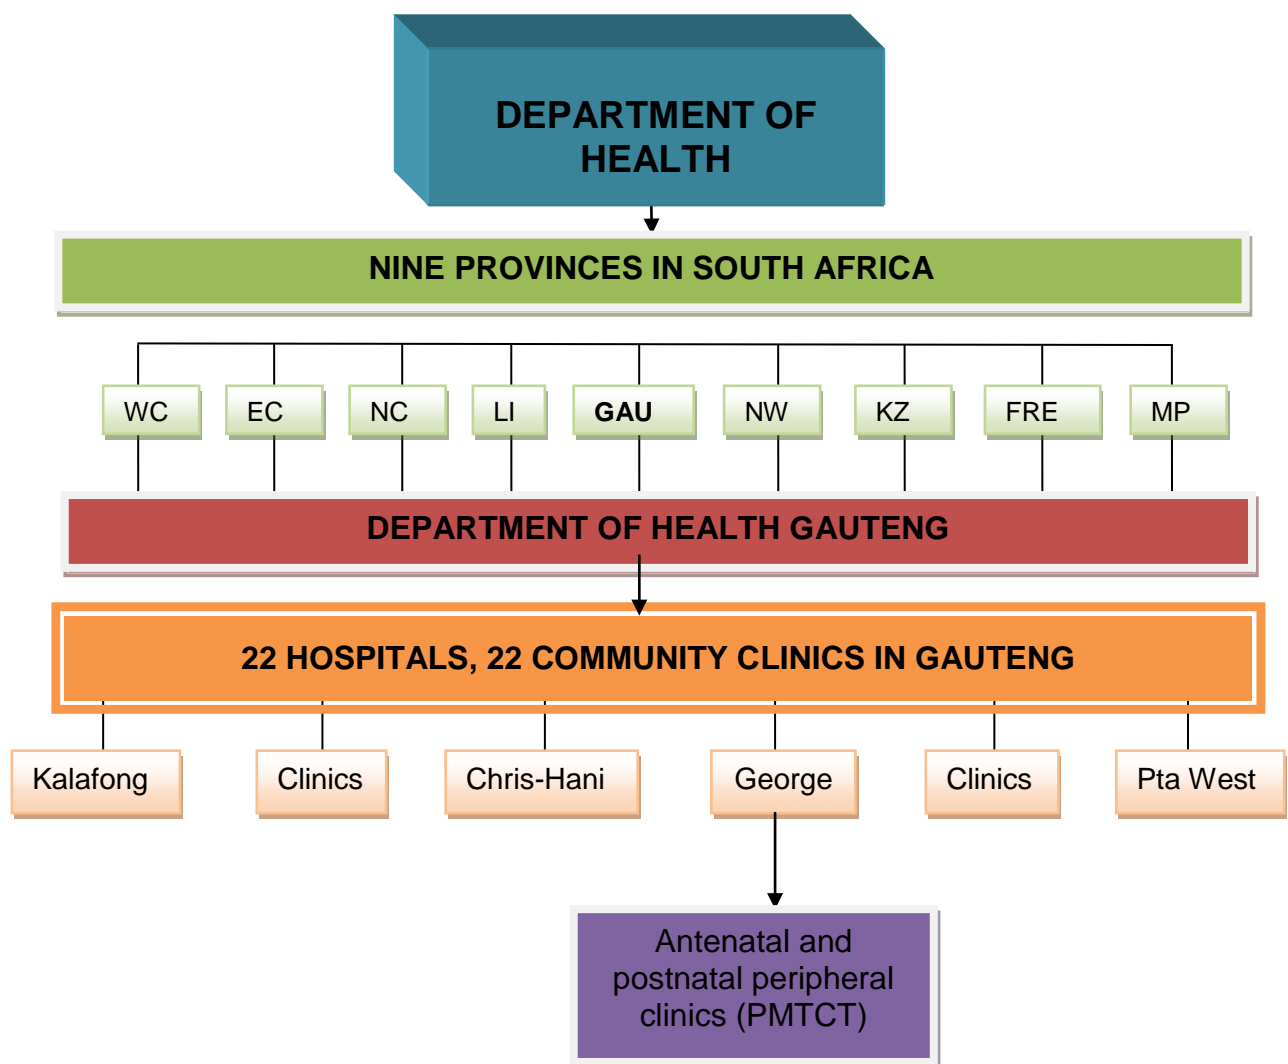 DEPARTMENT OF
HEALTH
NINE PROVINCES IN SOUTH AFRICA
WC EC NC LI GAU NW KZ FRE MP
DEPARTMENT OF HEALTH GAUTENG
22 HOSPITALS, 22 COMMUNITY CLINICS IN GAUTENG
Kalafong Clinics Chris-Hani George Clinics Pta West
Antenatal and
postnatal peripheral
clinics (PMTCT)